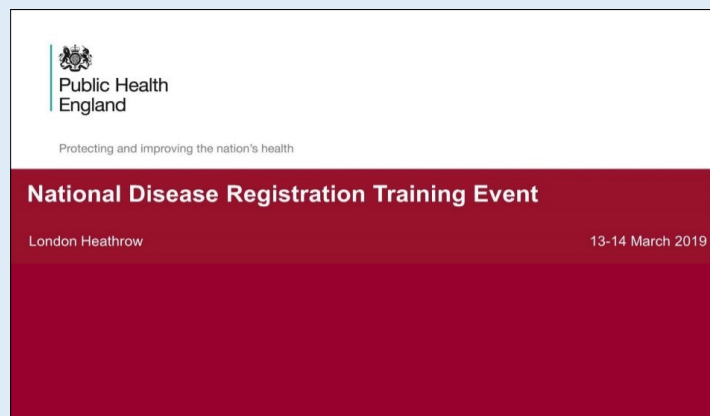 Public Health
England
Protecting and improving the nation's health
National Disease Registration Training Event
London Heathrow
13-14 March 2019